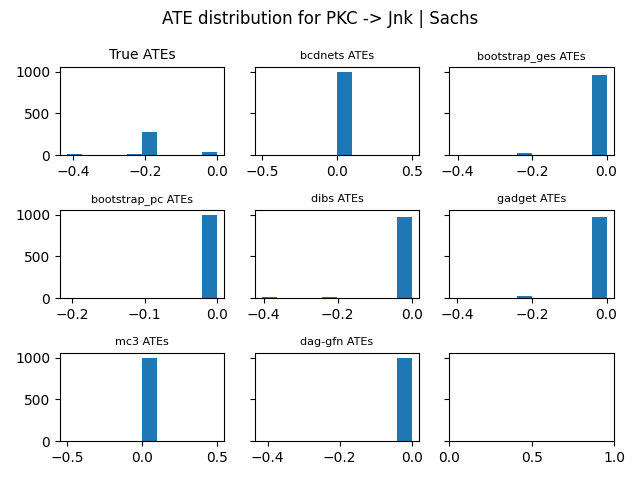 ATE distribution for PKC -> Jnk | Sachs
True ATEs
bcdnets ATEs
bootstrap_ges ATEs
1000
500
0
−0.4 −0.2 0.0
−0.5 0.0 0.5
−0.4 −0.2 0.0
bootstrap_pc ATEs
dibs ATEs
gadget ATEs
1000
500
0
−0.2 −0.1 0.0
−0.4 −0.2 0.0
−0.4 −0.2 0.0
mc3 ATEs
dag-gfn ATEs
1000
500
0
−0.5 0.0 0.5
−0.4 −0.2 0.0
0.0 0.5 1.0